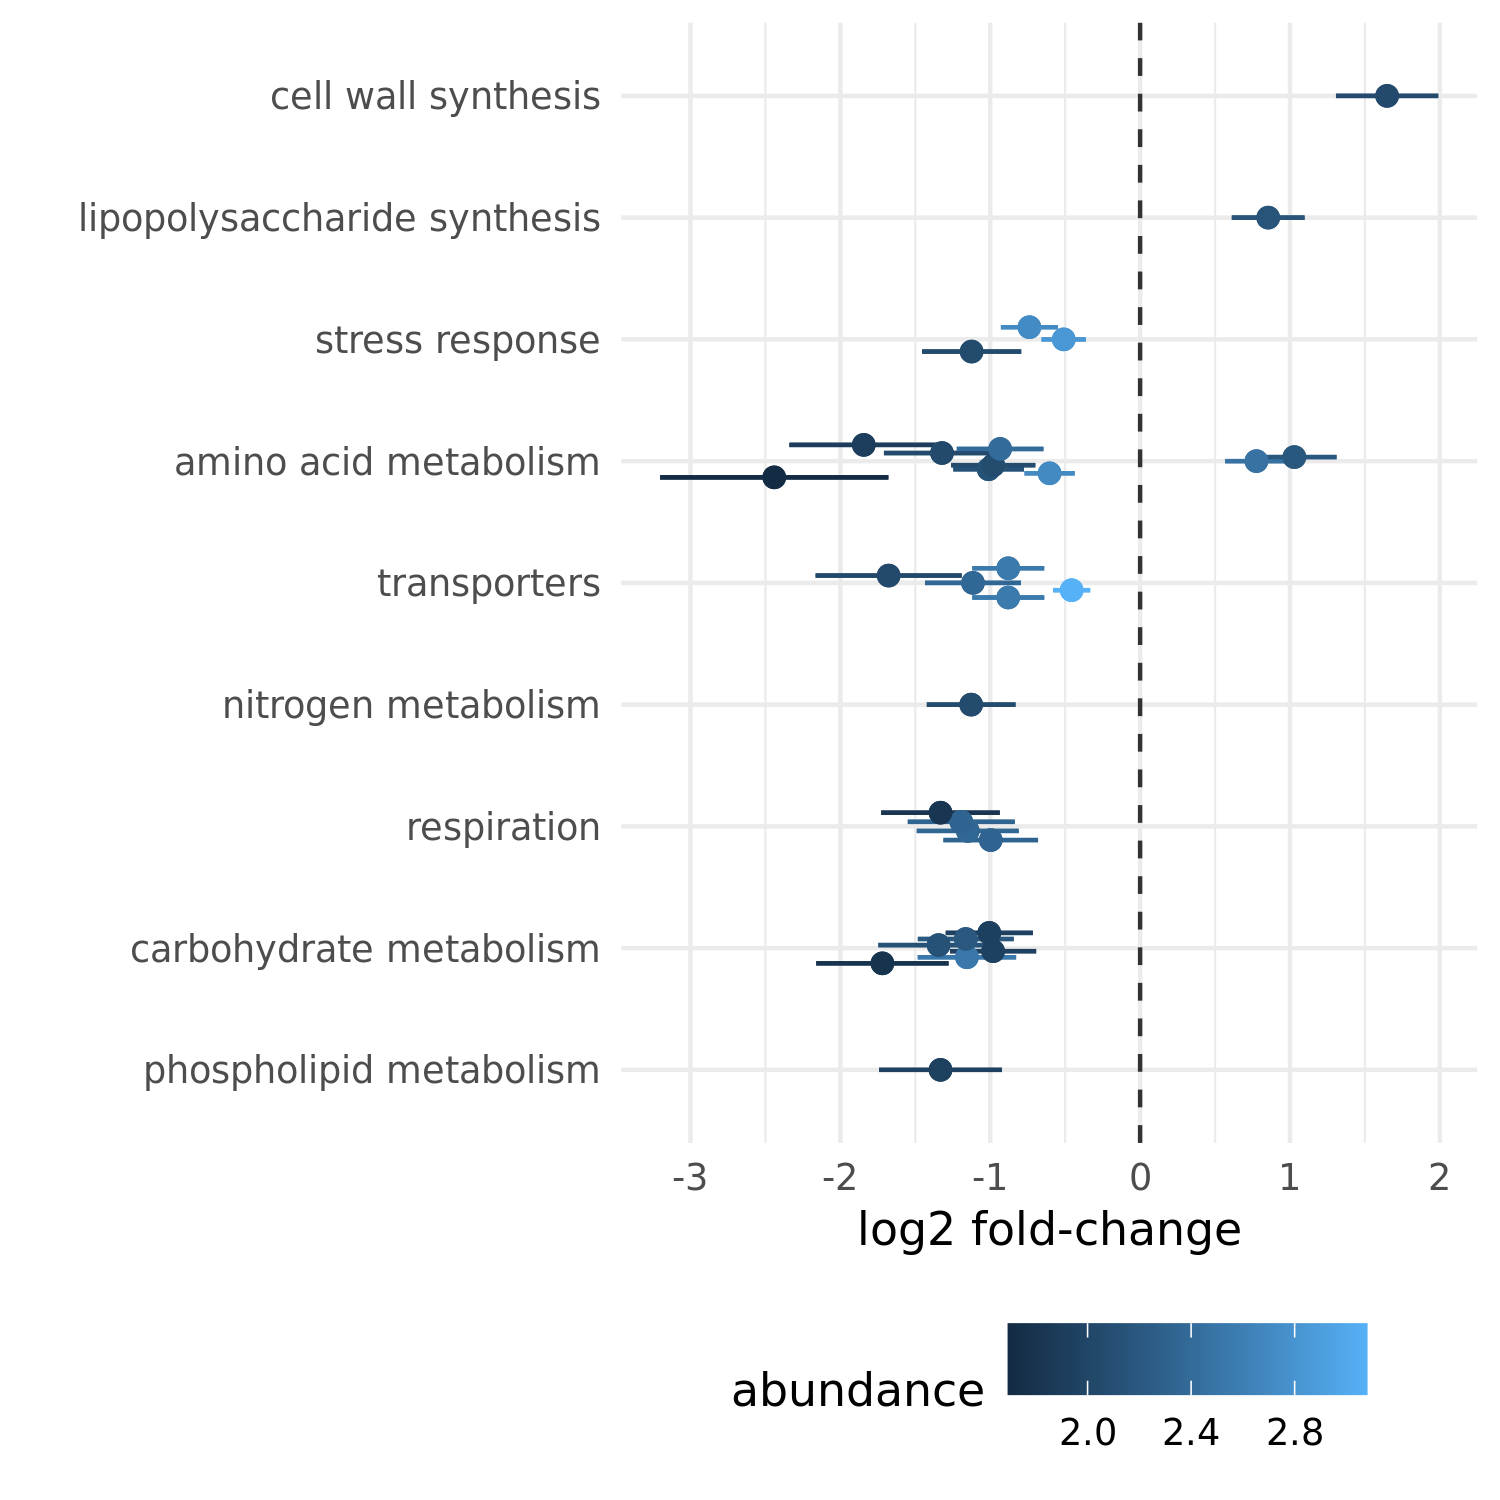 cell wall synthesis
lipopolysaccharide synthesis
stress response
amino acid metabolism
transporters
nitrogen metabolism
respiration
carbohydrate metabolism
phospholipid metabolism
-3 -2 -1 0 1 2
log2 fold-change
abundance
2.0 2.4 2.8